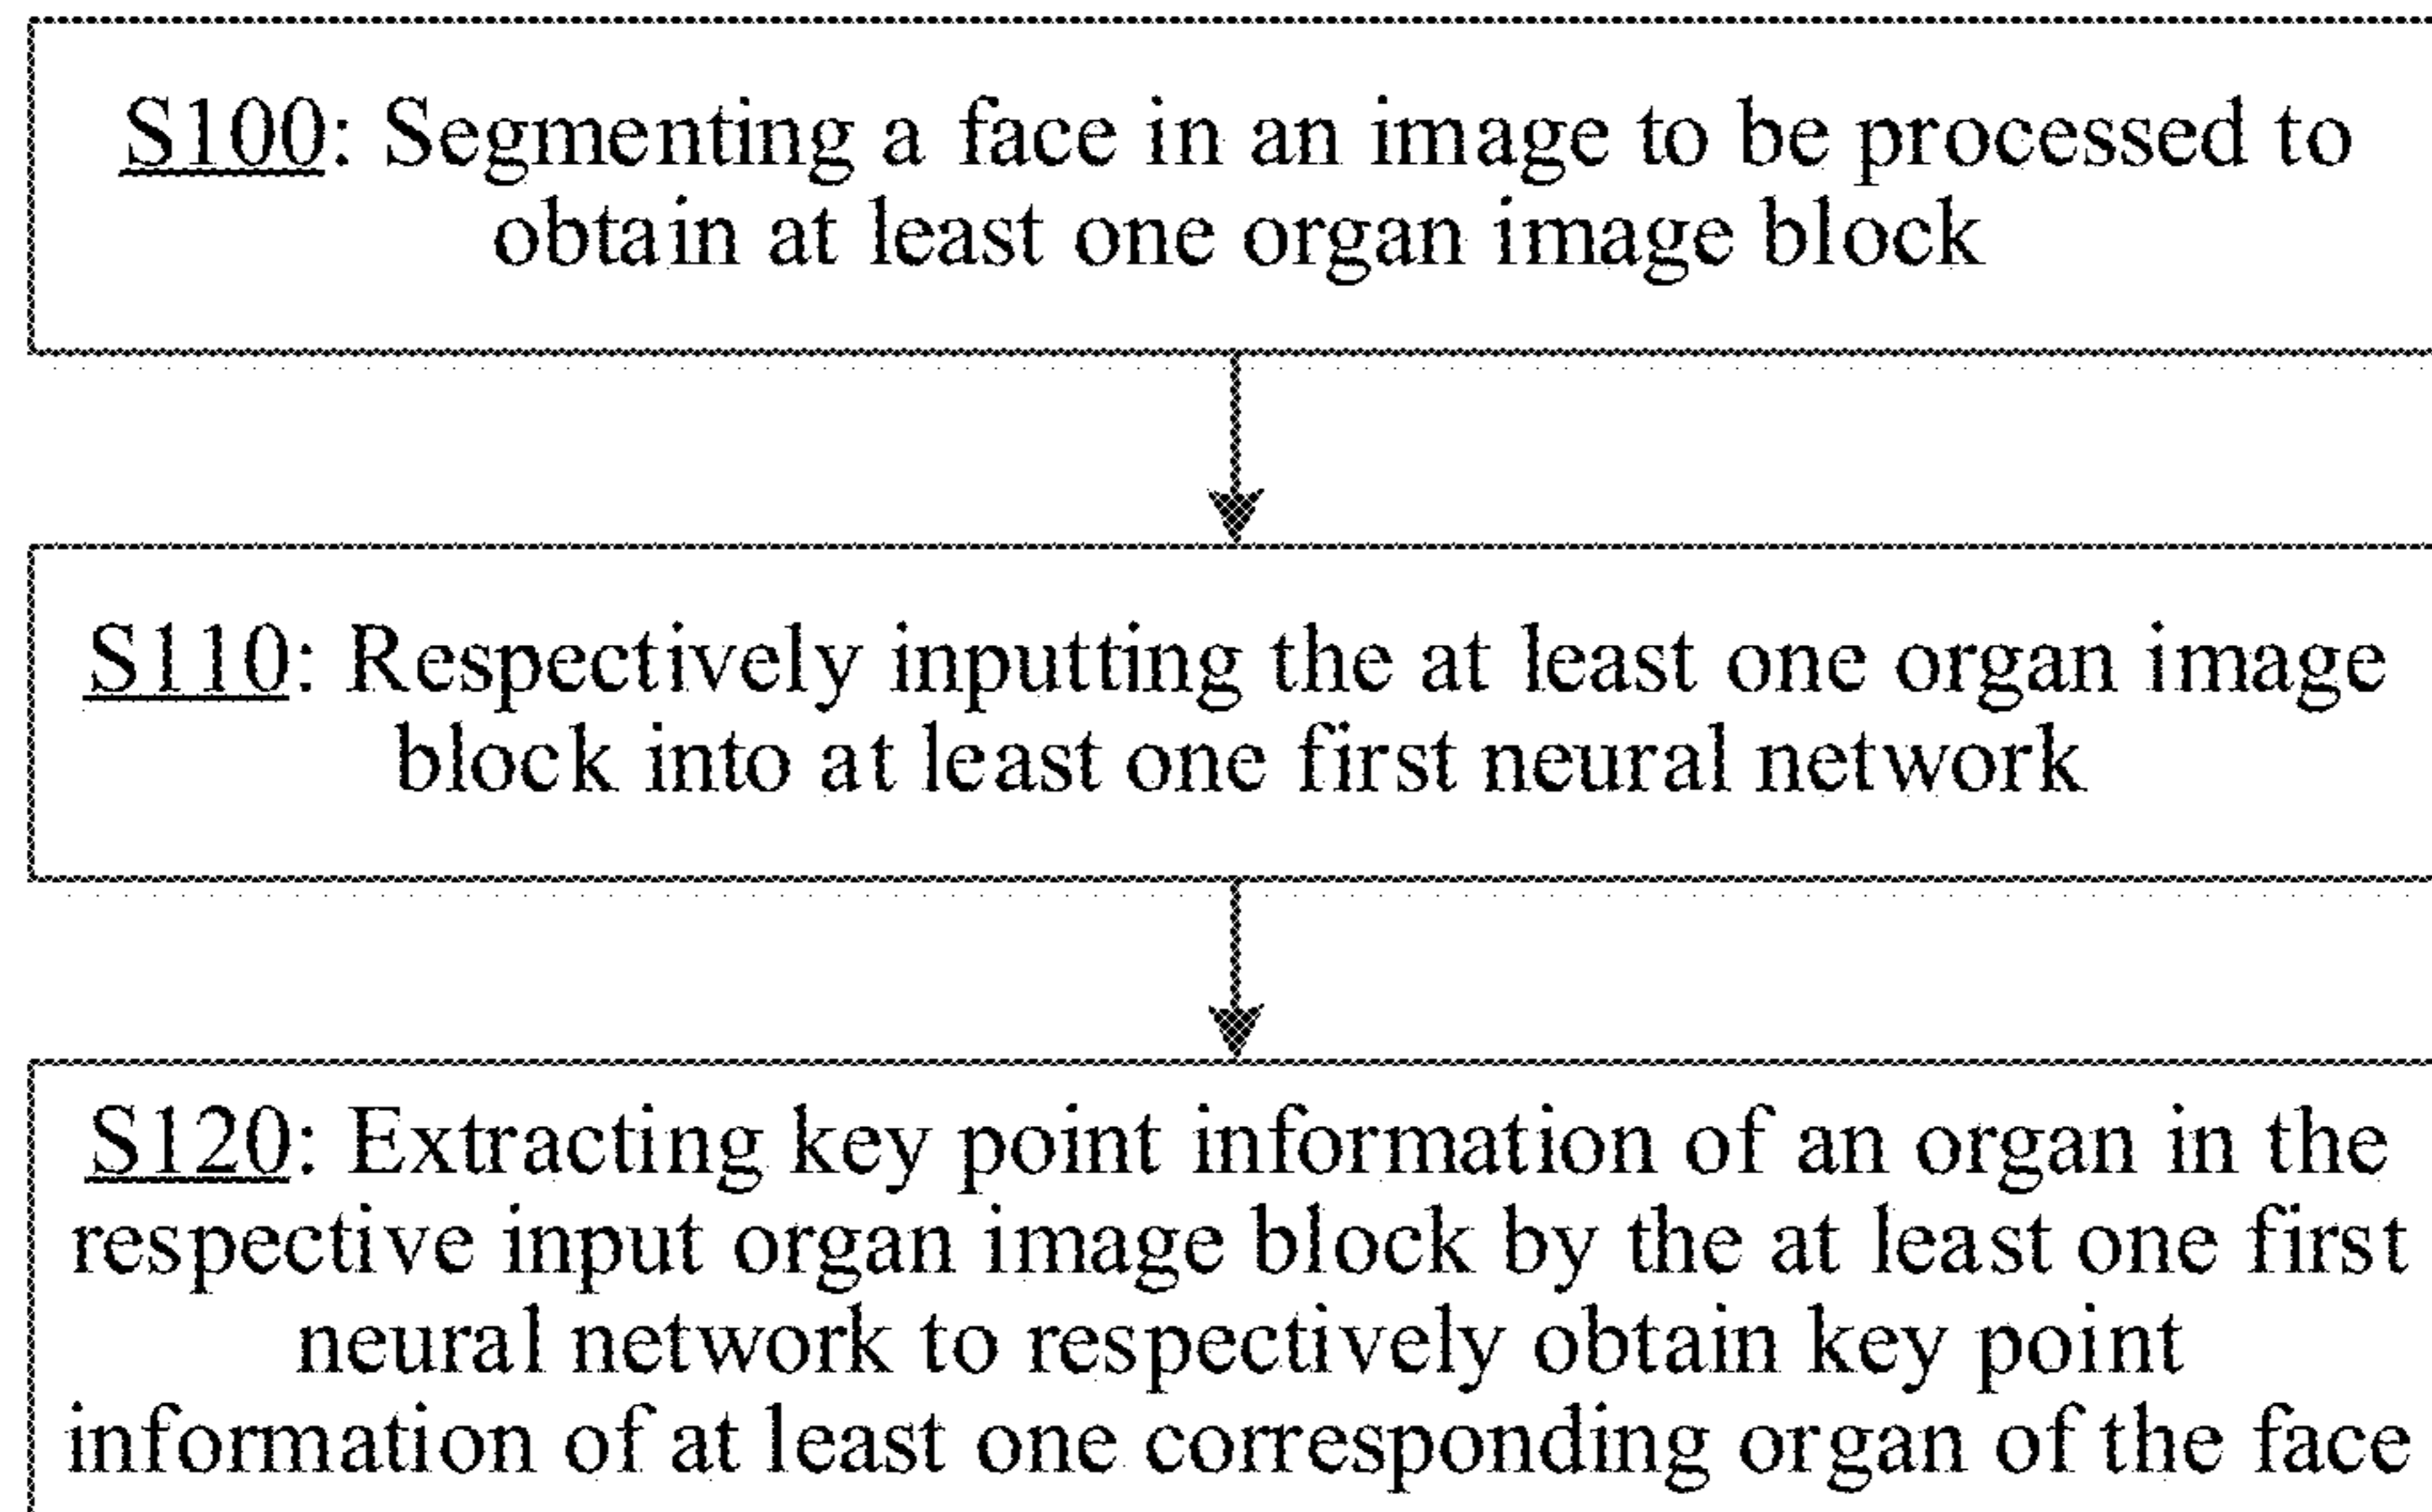 S100: Segmenting a face in an image to be processed to
obtain at least one organ image block
S110: Respectively inputting the at least one organ image
block into at least one first neural network
S120: Extracting key point information of an organ in the
respective input organ image block by the at least one first
neural network to respectively obtain key point
information of at least one corresponding organ of the face